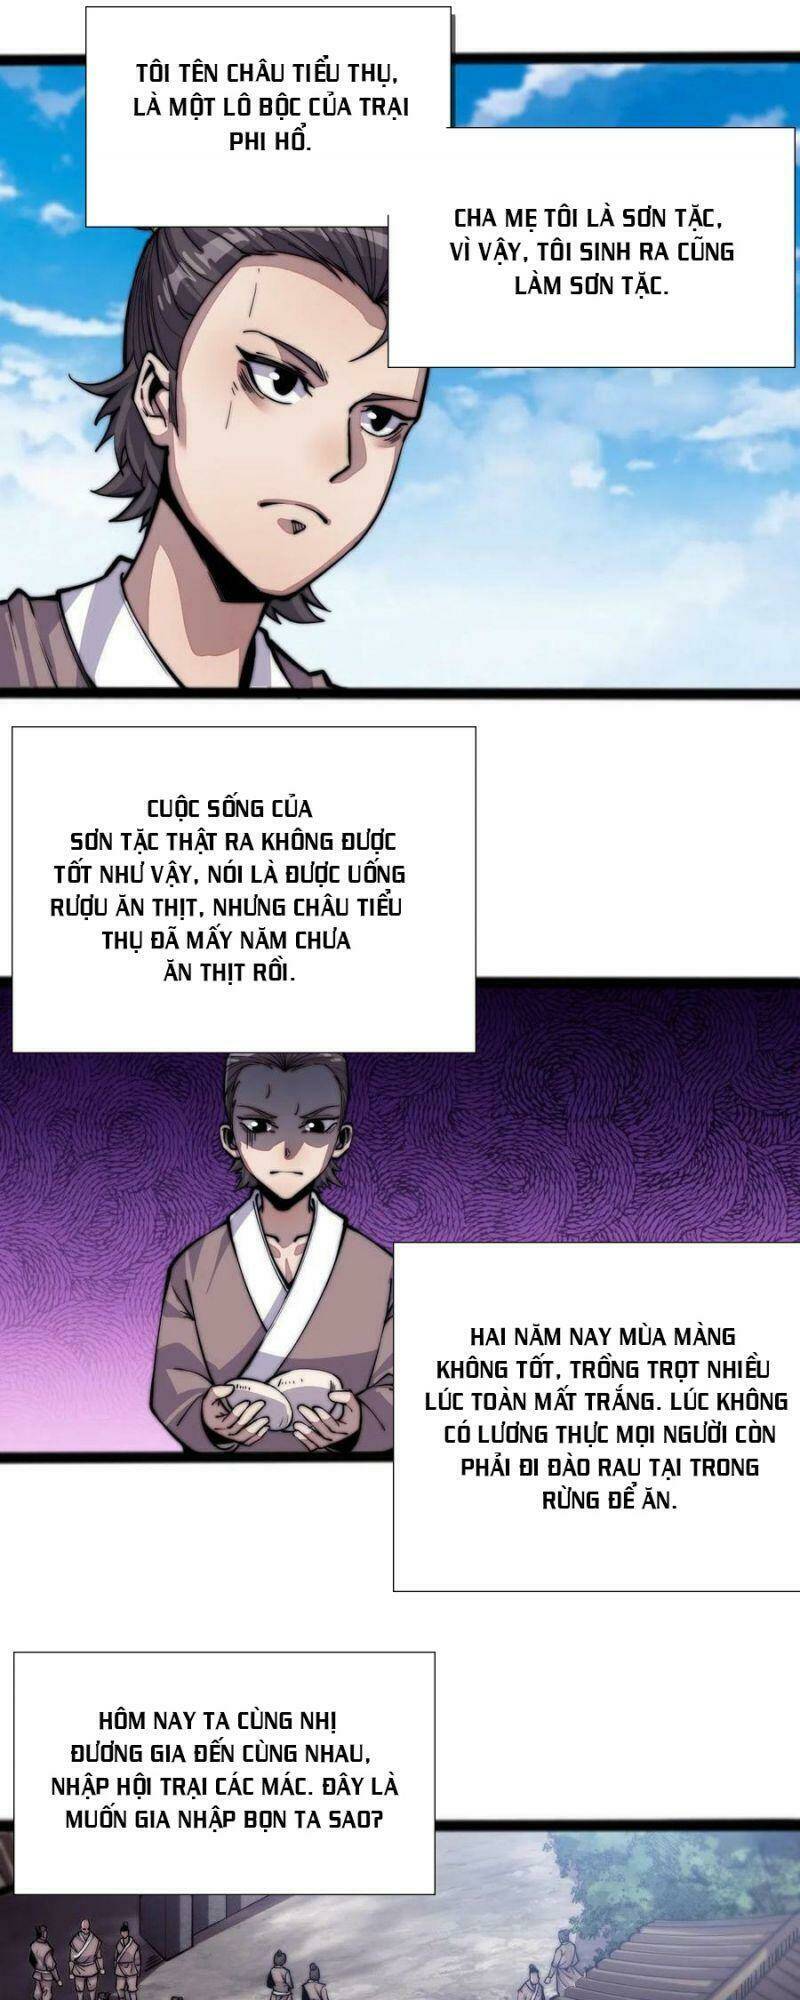 TÔI TÊN CHÂU TIỂU THỤ,
LÀ MỘT LÔ BỘC CỦA TRẠI
PHI HỔ.
CHA MẸ TÔI LÀ SƠN TẶC,
VÌ VẬY, TÔI SINH RA CŨNG
LÀM SƠN TẶC.
CUỘC SỐNG CỦA
SƠN TẶC THẬT RA KHÔNG ĐƯỢC
TỐT NHƯ VẬY, NÓI LÀ ĐƯỢC UỐNG
RƯỢU ĂN THỊT, NHƯNG CHÂU TIỂU
THỤ ĐÃ MẤY NĂM CHƯA
ĂN THỊT RỒI.
HAI NĂM NAY MÙA MÀNG
KHÔNG TỐT, TRỒNG TRỌT NHIỀU
LÚC TOÀN MẤT TRẮNG. LÚC KHÔNG
CÓ LƯƠNG THỰC MỌI NGƯỜI CÒN
PHẢI ĐI ĐÀO RAU TẠI TRONG
RỪNG ĐỂ ĂN.
HÔM NAY TA CÙNG NHỊ
ĐƯƠNG GIA ĐẾN CÙNG NHAU,
NHẬP HỘI TRẠI CÁC MÁC. ĐÂY LÀ
MUỐN GIA NHẬP BỌN TA SAO?